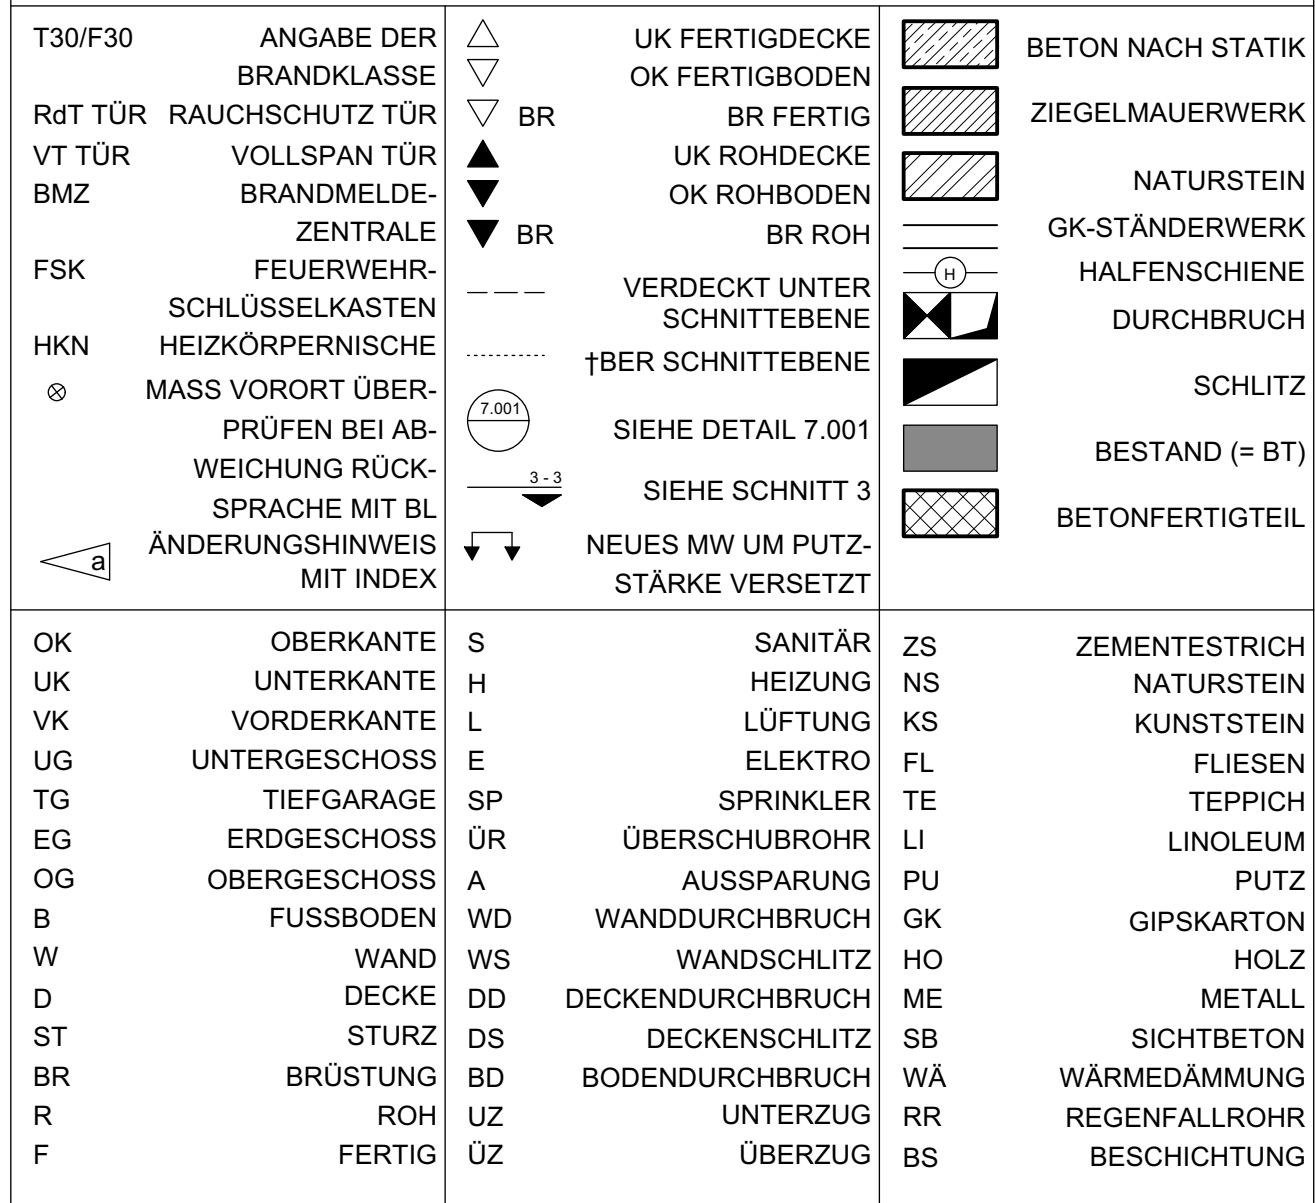 T30/F30 ANGABE DER
BRANDKLASSE
RdT TÜR RAUCHSCHUTZ TÜR
VT TÜR VOLLSPAN TÜR
BMZ BRANDMELDE-
ZENTRALE
FSK FEUERWEHR-
SCHLÜSSELKASTEN
HKN HEIZKÖRPERNISCHE
MASS VORORT ÜBER-
PRÜFEN BEI AB-
WEICHUNG RÜCK-
SPRACHE MIT BL
ÄNDERUNGSHINWEIS
a MIT INDEX
UK FERTIGDECKE
OK FERTIGBODEN
BR BR FERTIG
UK ROHDECKE
OK ROHBODEN
BR BR ROH
VERDECKT UNTER
SCHNITTEBENE
†BER SCHNITTEBENE
7.001 SIEHE DETAIL 7.001
3 - 3 SIEHE SCHNITT 3
NEUES MW UM PUTZ-
STÄRKE VERSETZT
BETON NACH STATIK
ZIEGELMAUERWERK
NATURSTEIN
GK-STÄNDERWERK
H HALFENSCHIENE
DURCHBRUCH
SCHLITZ
BESTAND (= BT)
BETONFERTIGTEIL
OK OBERKANTE
UK UNTERKANTE
VK VORDERKANTE
UG UNTERGESCHOSS
TG TIEFGARAGE
EG ERDGESCHOSS
OG OBERGESCHOSS
B FUSSBODEN
W WAND
D DECKE
ST STURZ
BR BRÜSTUNG
R ROH
F FERTIG
S SANITÄR
H HEIZUNG
L LÜFTUNG
E ELEKTRO
SP SPRINKLER
ÜR ÜBERSCHUBROHR
A AUSSPARUNG
WD WANDDURCHBRUCH
WS WANDSCHLITZ
DD DECKENDURCHBRUCH
DS DECKENSCHLITZ
BD BODENDURCHBRUCH
UZ UNTERZUG
ÜZ ÜBERZUG
ZS ZEMENTESTRICH
NS NATURSTEIN
KS KUNSTSTEIN
FL FLIESEN
TE TEPPICH
LI LINOLEUM
PU PUTZ
GK GIPSKARTON
HO HOLZ
ME METALL
SB SICHTBETON
WÄ WÄRMEDÄMMUNG
RR REGENFALLROHR
BS BESCHICHTUNG